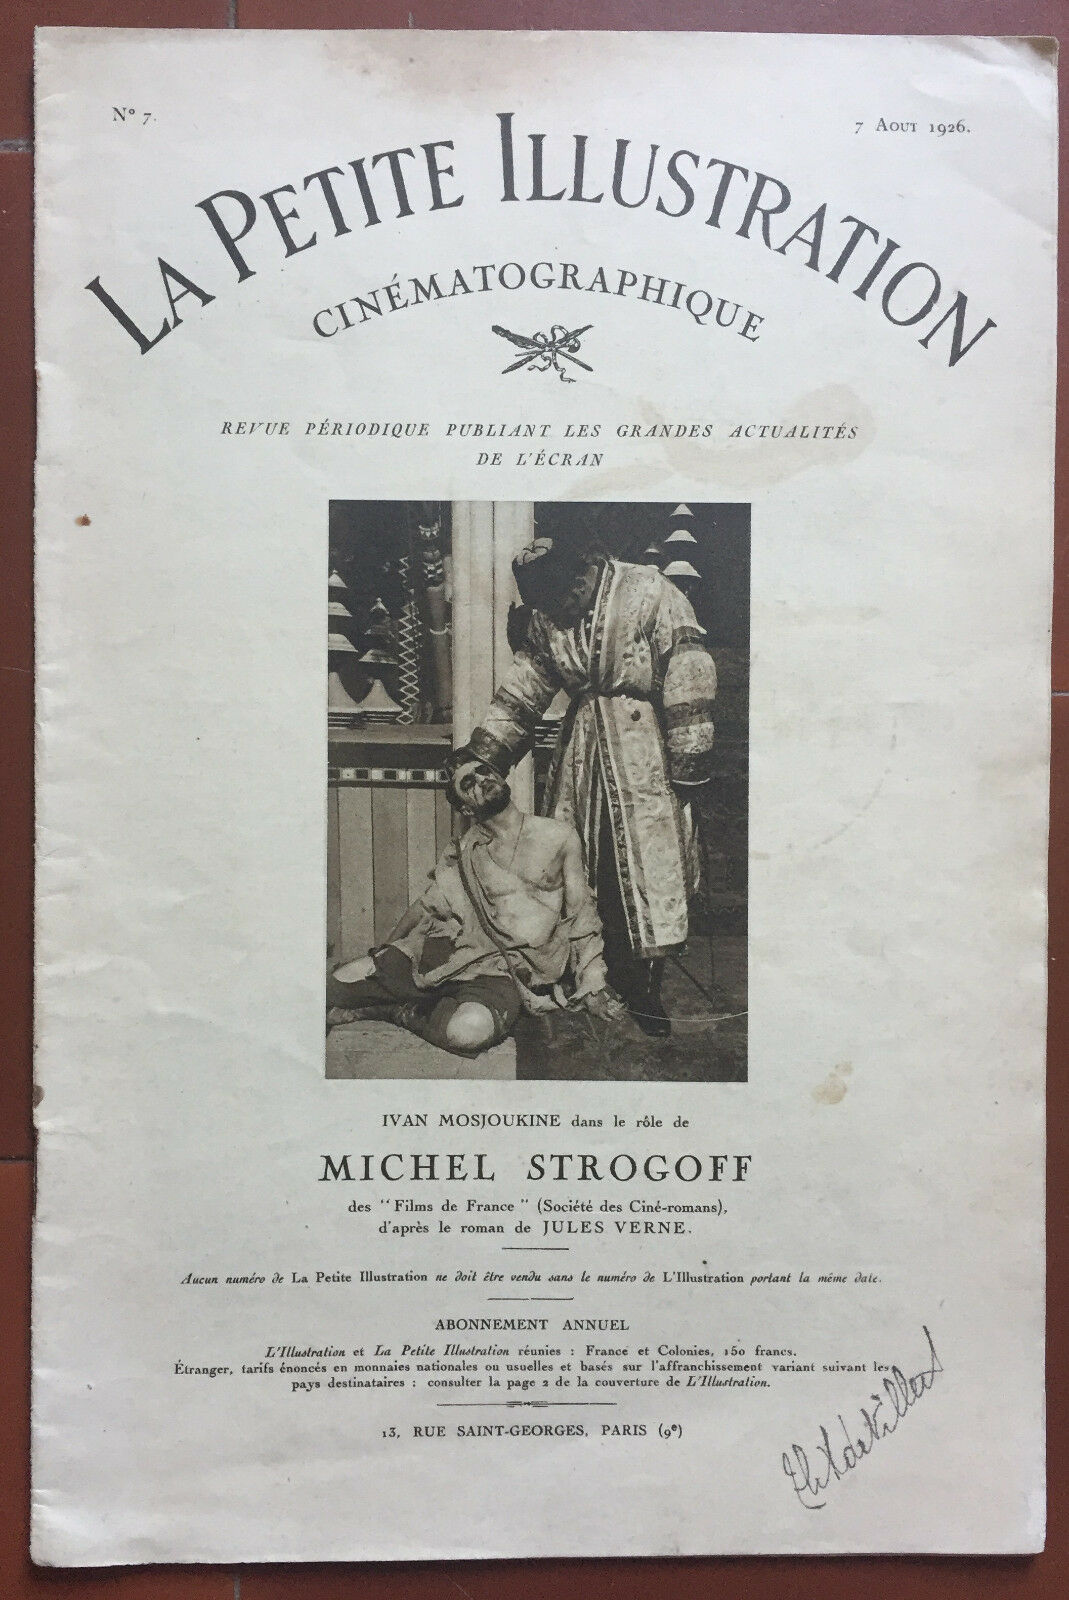 N° 7.
7 Aout 1926.
LA PETITE ILLUSTRATION
CINÉMATOGRAPHIQUE
REVUE PÉRIODIQUE PUBLIANT LES GRANDES ACTUALITÉS
DE L'ÉCRAN
IVAN MOSJOUKINE dans le rôle de
MICHEL STROGOFF
des "Films de France" (Société des Ciné-romans),
d'après le roman de JULES VERNE.
Aucun numéro de La Petite Illustration ne doit être vendu sans le numéro de L'Illustration portant la même date.
ABONNEMENT ANNUEL
L'Illustration et La Petite Illustration réunies : France et Colonies, 150 francs.
Étranger, tarifs énoncés en monnaies nationales ou usuelles et basés sur l'affranchissement variant suivant les
pays destinataires : consulter la page 2 de la couverture de L'Illustration.
13, RUE SAINT-GEORGES, PARIS (9e)